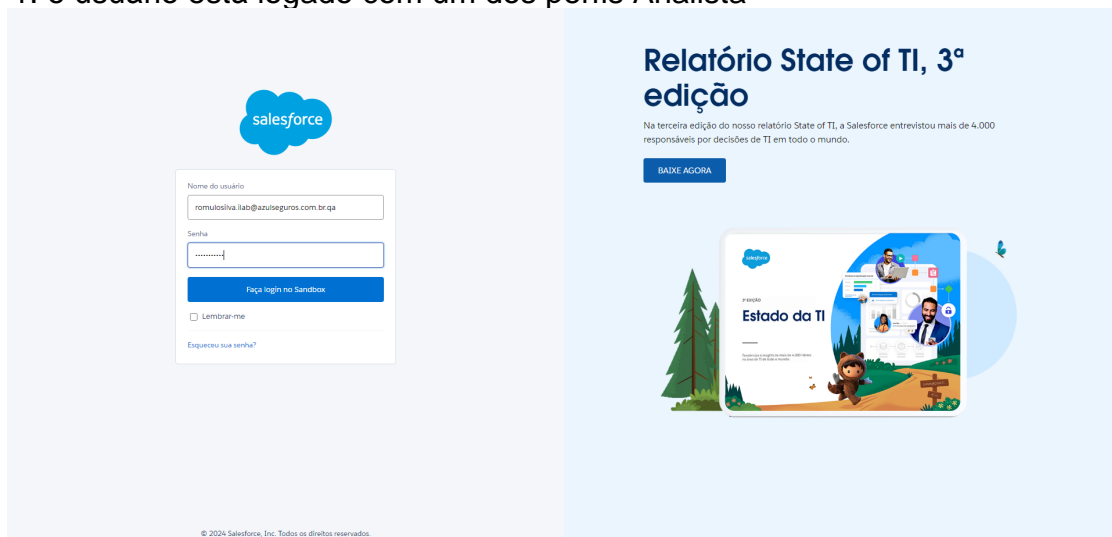 o usuário está logado com um dos perfis Analista
salesforce
Nome do usuário
romulosilva.ilab@azulseguros.com.br.qa
Senha
Faça login no Sandbox
Lembrar-me
Esqueceu sua senha?
© 2024 Salesforce, Inc. Todos os direitos reservados.
Relatório State of TI, 3ª
edição
Na terceira edição do nosso relatório State of TI, a Salesforce entrevistou mais de 4.000
responsáveis por decisões de TI em todo o mundo.
BAIXE AGORA
salesforce
3ª EDIÇÃO
Estado da TI